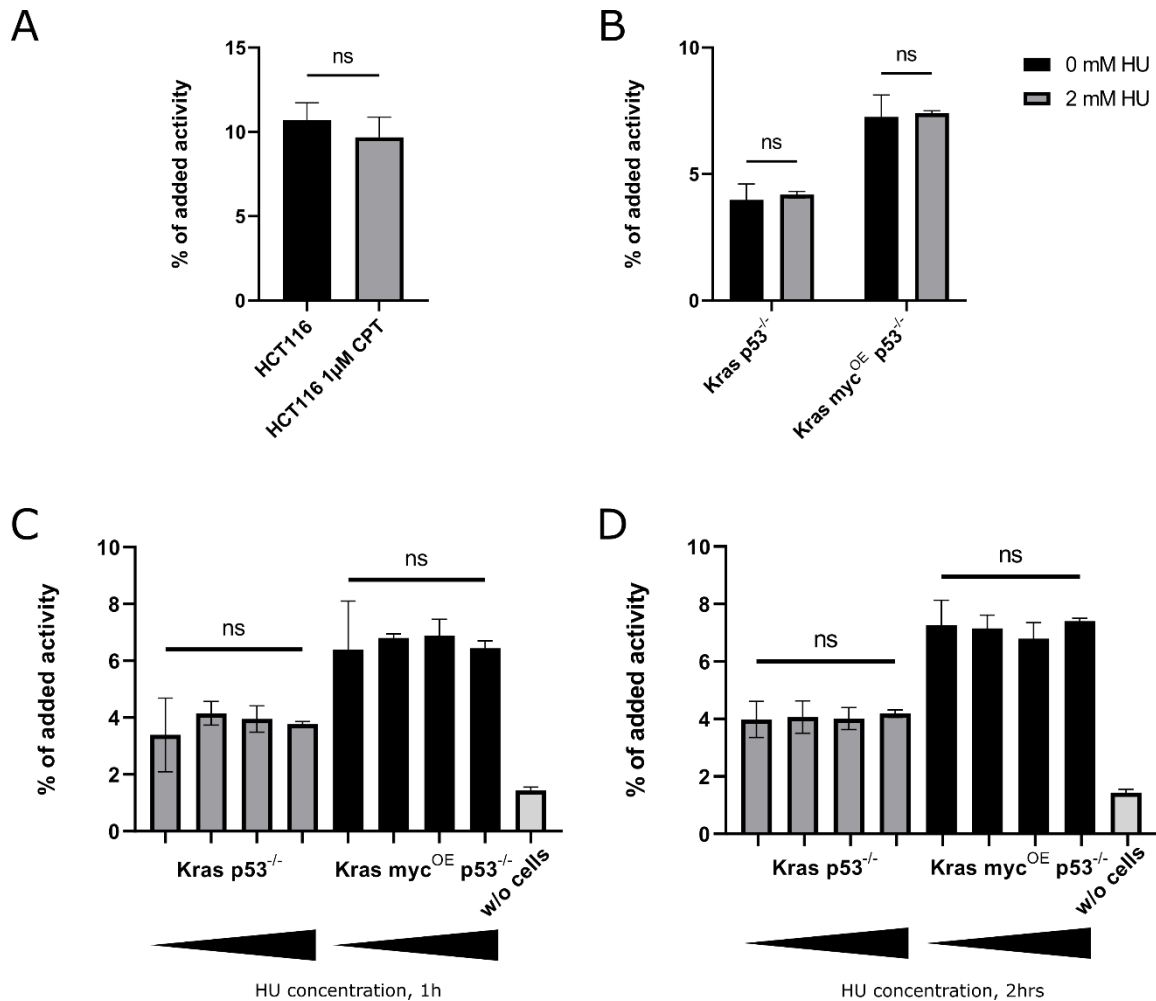 A
% of added activity
15
10
5
0
ns
HCT116
HCT116 1µM CPT
B
% of added activity
10
5
0
ns
ns
Kras p53-/-
Kras mycOE p53-/-
0 mM HU
2 mM HU
C
% of added activity
10
8
6
4
2
0
ns
ns
Kras p53-/-
Kras mycOE p53-/-
w/o cells
HU concentration, 1h
D
% of added activity
10
8
6
4
2
0
ns
ns
Kras p53-/-
Kras mycOE p53-/-
w/o cells
HU concentration, 2hrs